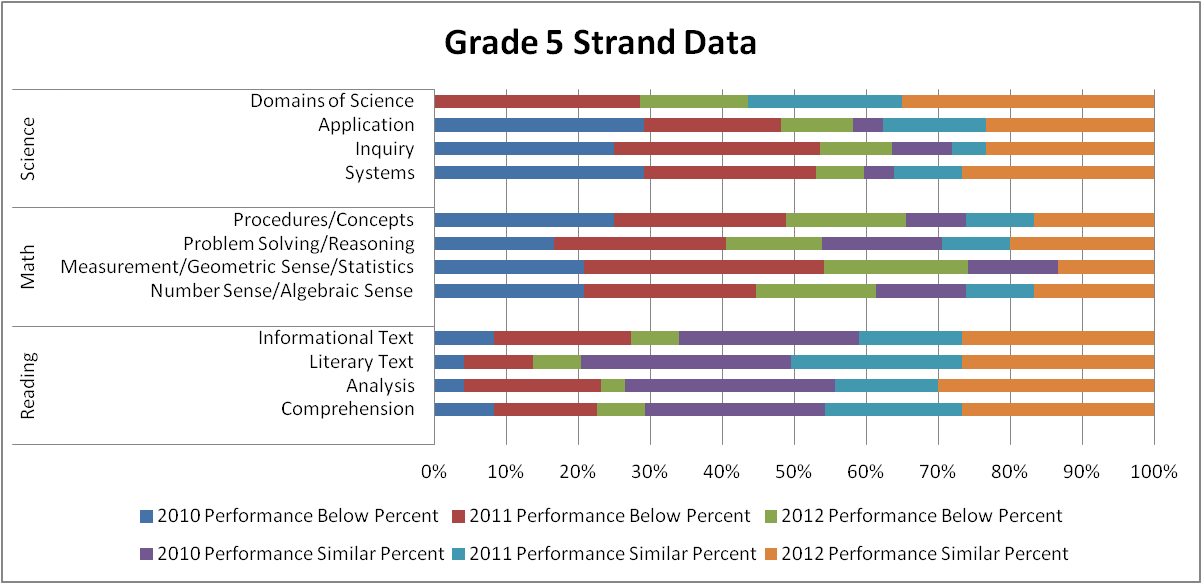 Grade 5 Strand Data
Science
Domains of Science
Application
Inquiry
Systems
Math
Procedures/Concepts
Problem Solving/Reasoning
Measurement/Geometric Sense/Statistics
Number Sense/Algebraic Sense
Reading
Informational Text
Literary Text
Analysis
Comprehension
0% 10% 20% 30% 40% 50% 60% 70% 80% 90% 100%
2010 Performance Below Percent 2011 Performance Below Percent 2012 Performance Below Percent
2010 Performance Similar Percent 2011 Performance Similar Percent 2012 Performance Similar Percent